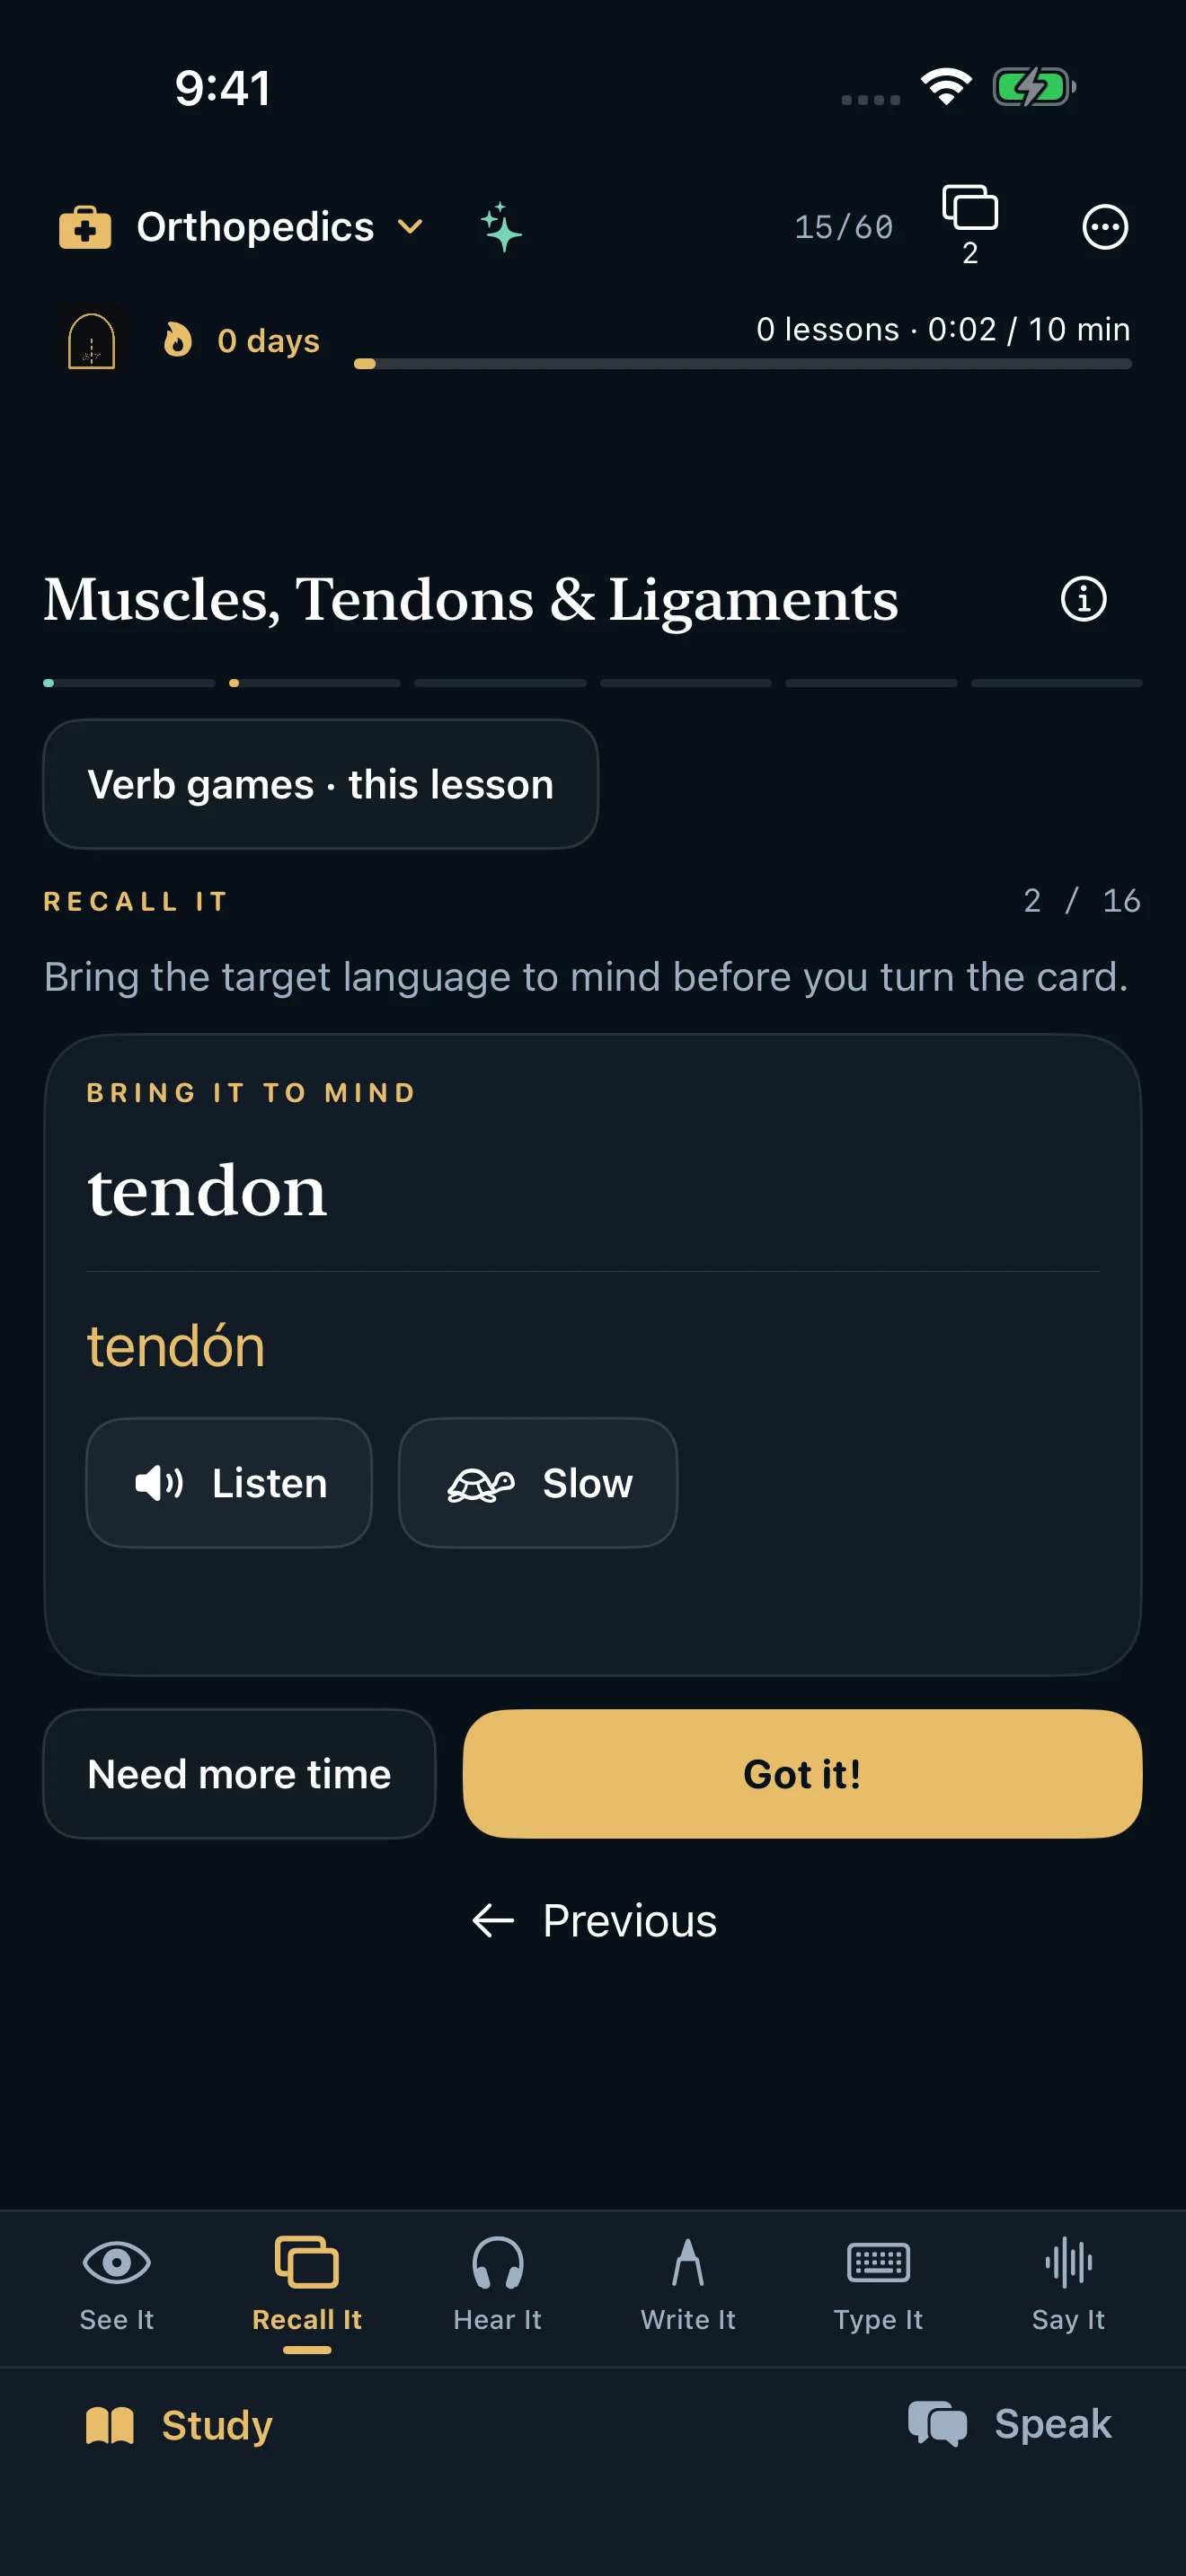 9:41
Orthopedics
15/60
2
0 days
0 lessons · 0:02 / 10 min
Muscles, Tendons & Ligaments
Verb games · this lesson
RECALL IT
2 / 16
Bring the target language to mind before you turn the card.
BRING IT TO MIND
tendon
tendón
Listen
Slow
Need more time
Got it!
Previous
See It
Recall It
Hear It
Write It
Type It
Say It
Study
Speak